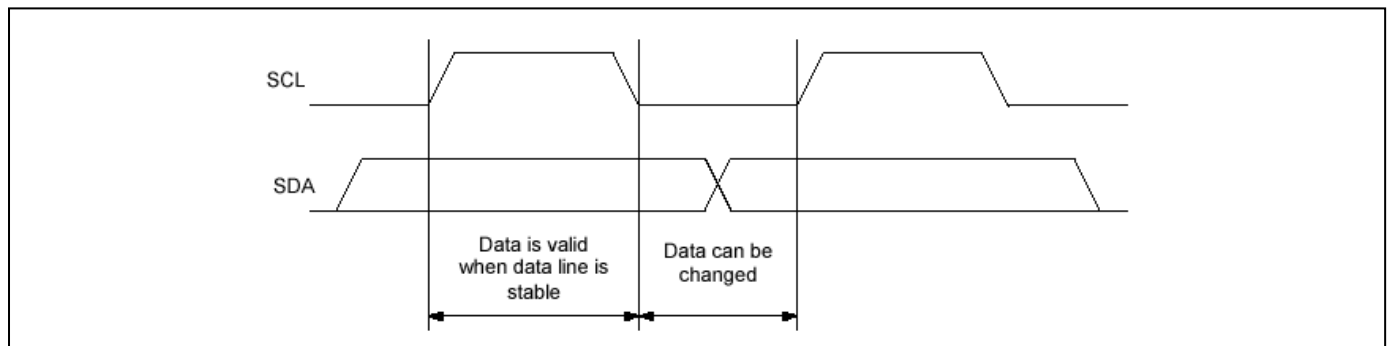 SCL
SDA
Data is valid
when data line is
stable
Data can be
changed